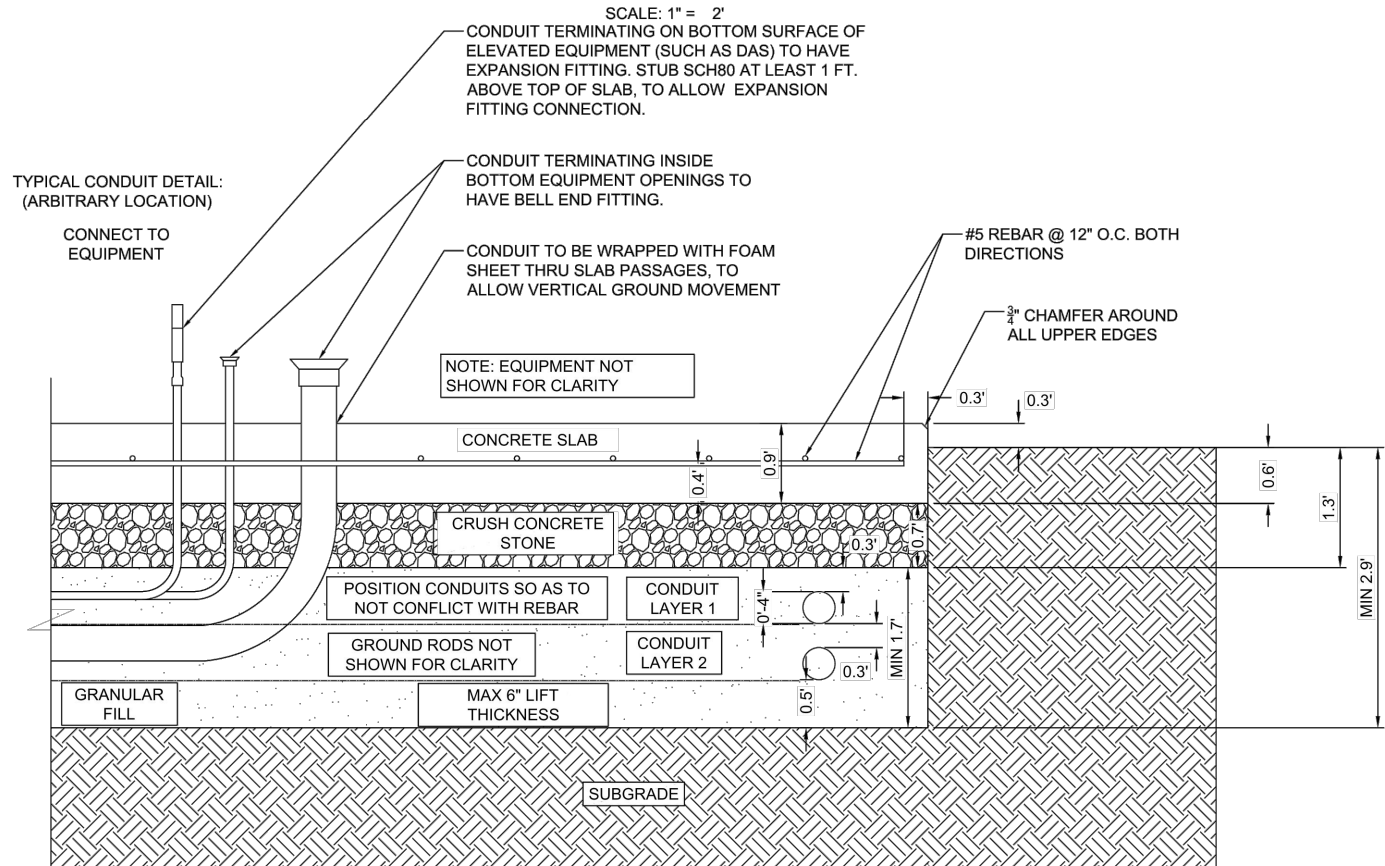 SCALE: 1" = 2'
CONDUIT TERMINATING ON BOTTOM SURFACE OF
ELEVATED EQUIPMENT (SUCH AS DAS) TO HAVE
EXPANSION FITTING. STUB SCH80 AT LEAST 1 FT.
ABOVE TOP OF SLAB, TO ALLOW EXPANSION
FITTING CONNECTION.
CONDUIT TERMINATING INSIDE
BOTTOM EQUIPMENT OPENINGS TO
HAVE BELL END FITTING.
TYPICAL CONDUIT DETAIL:
(ARBITRARY LOCATION)
CONNECT TO
EQUIPMENT
CONDUIT TO BE WRAPPED WITH FOAM
SHEET THRU SLAB PASSAGES, TO
ALLOW VERTICAL GROUND MOVEMENT
#5 REBAR @ 12" O.C. BOTH
DIRECTIONS
3/4" CHAMFER AROUND
ALL UPPER EDGES
NOTE: EQUIPMENT NOT
SHOWN FOR CLARITY
0.3'
0.3'
CONCRETE SLAB
0.4'
0.9'
0.6'
1.3'
MIN 2.9'
CRUSH CONCRETE
STONE
0.3'
0.7'
POSITION CONDUITS SO AS TO
NOT CONFLICT WITH REBAR
CONDUIT
LAYER 1
0'-4"
MIN 1.7'
GROUND RODS NOT
SHOWN FOR CLARITY
CONDUIT
LAYER 2
0.3'
0.5'
GRANULAR
FILL
MAX 6" LIFT
THICKNESS
SUBGRADE